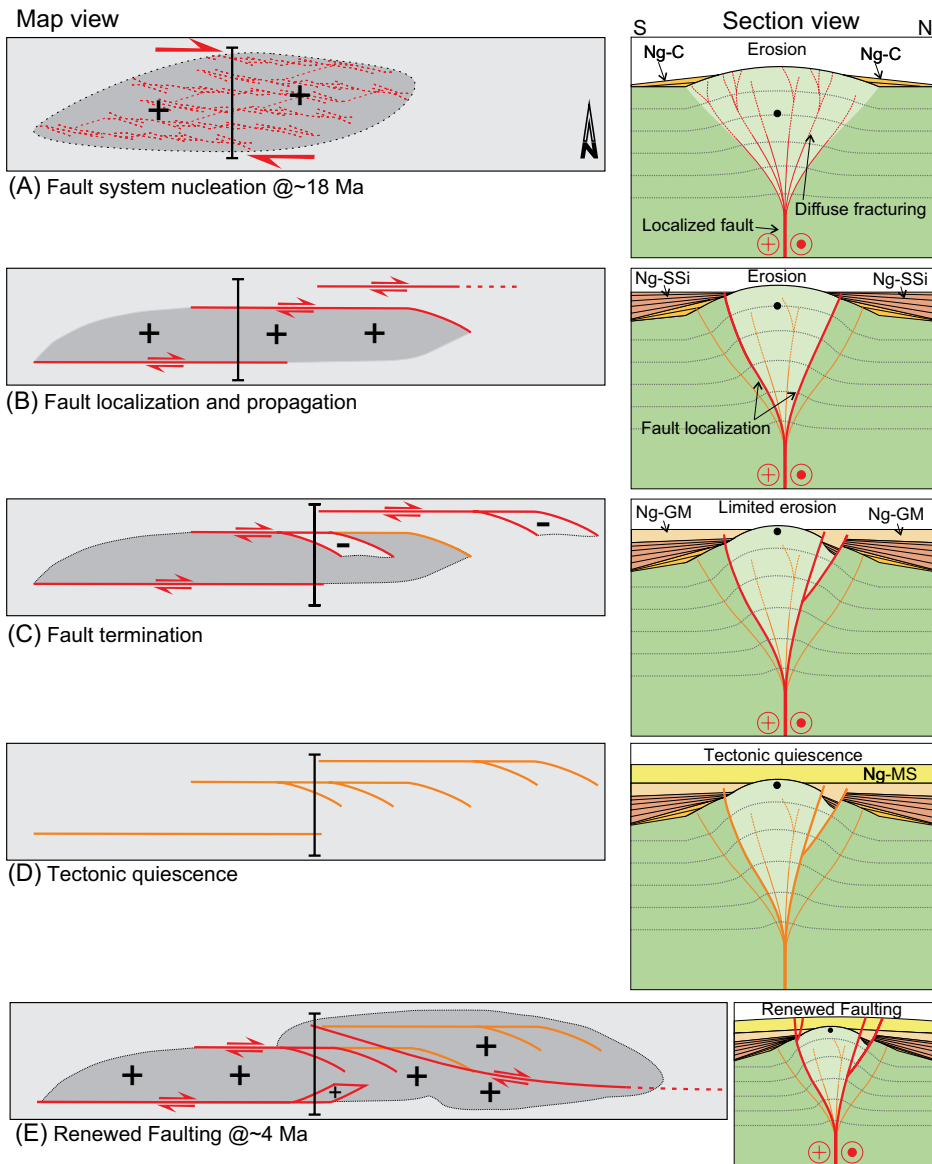 Map view
Section view
S
N
Ng-C
Erosion
Ng-C
N
Diffuse fracturing
Localized fault
(A) Fault system nucleation @~18 Ma
Ng-SSi
Erosion
Ng-SSi
Fault localization
(B) Fault localization and propagation
Limited erosion
Ng-GM
Ng-GM
(C) Fault termination
Tectonic quiescence
Ng-MS
(D) Tectonic quiescence
Renewed Faulting
(E) Renewed Faulting @~4 Ma